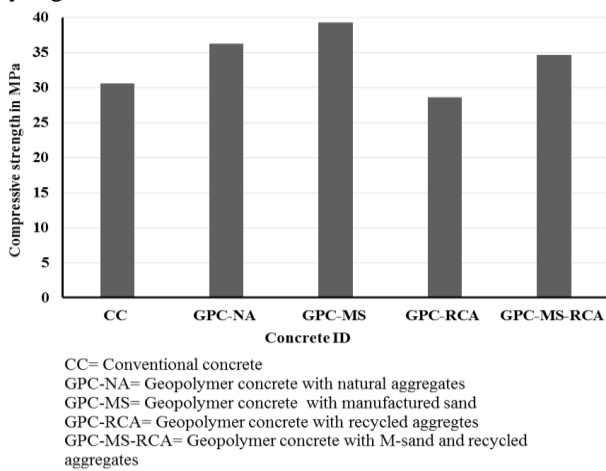 40
35
30
25
20
15
10
5
0
Compressive strength in MPa
CC GPC-NA GPC-MS GPC-RCA GPC-MS-RCA
Concrete ID
CC= Conventional concrete
GPC-NA= Geopolymer concrete with natural aggregates
GPC-MS= Geopolymer concrete with manufactured sand
GPC-RCA= Geopolymer concrete with recycled aggregtes
GPC-MS-RCA= Geopolymer concrete with M-sand and recycled
aggregates